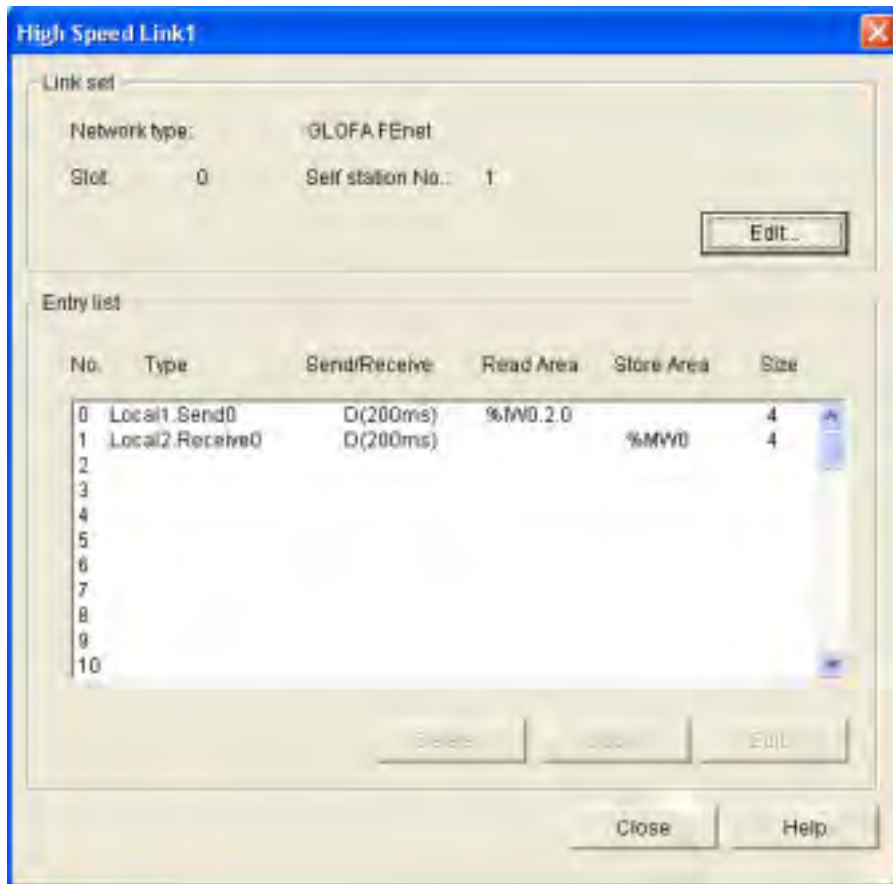 High Speed Link1
Link set
Network type: GLOFA FEnet
Slot 0 Self station No.: 1
Edit...
Entry list
No. Type Send/Receive Read Area Store Area Size
0 Local1.Send0 D(200ms) %IW0.2.0 4
1 Local2.Receive0 D(200ms) %MW0 4
2
3
4
5
6
7
8
9
10
Edit...
Close Help